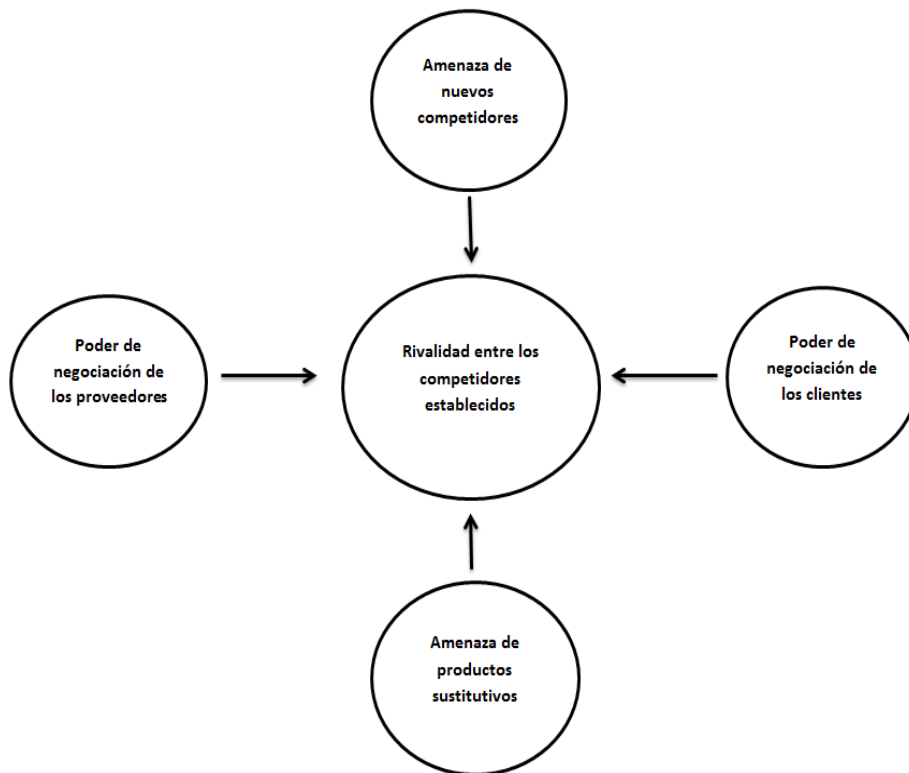 Amenaza de
nuevos
competidores
Poder de
negociación de
los proveedores
Rivalidad entre los
competidores
establecidos
Poder de
negociación de
los clientes
Amenaza de
productos
sustitutivos